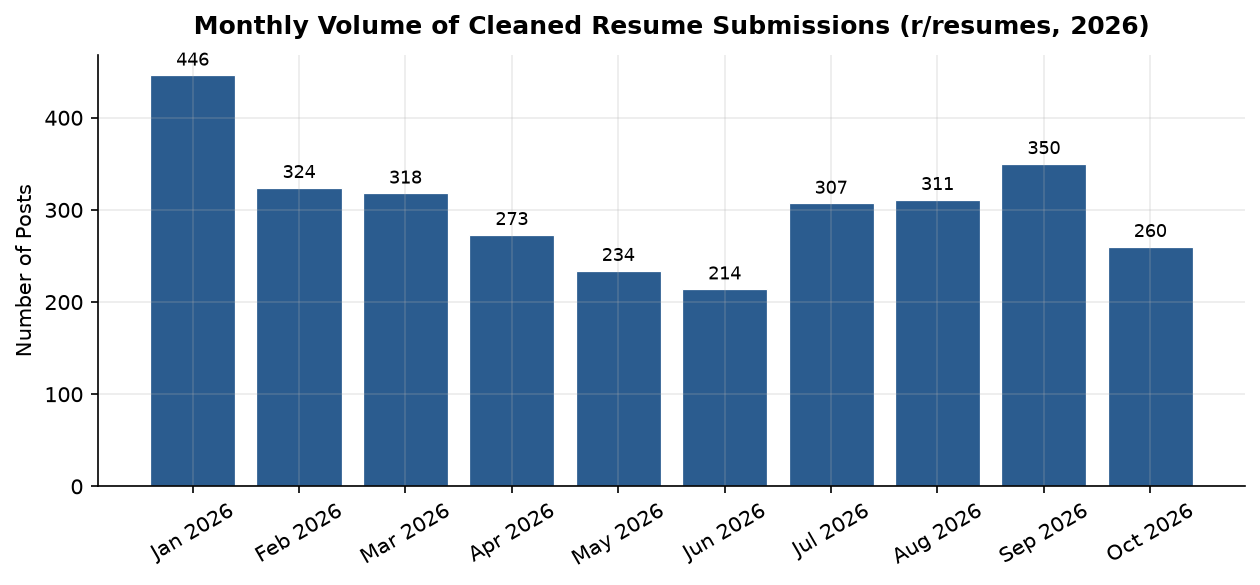 Monthly Volume of Cleaned Resume Submissions (r/resumes, 2026)
Number of Posts
400
300
200
100
0
446
324
318
273
234
214
307
311
350
260
Jan 2026
Feb 2026
Mar 2026
Apr 2026
May 2026
Jun 2026
Jul 2026
Aug 2026
Sep 2026
Oct 2026